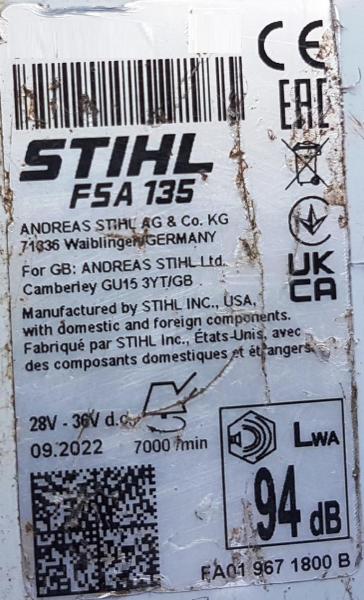 CE
EAC
STIHL
FSA 135
ANDREAS STIHL AG & Co. KG
71336 Waiblingen/GERMANY
For GB: ANDREAS STIHL Ltd.
Camberley GU15 3YT/GB
UK
CA
Manufactured by STIHL INC., USA,
with domestic and foreign components.
Fabriqué par STIHL Inc., États-Unis, avec
des composants domestiques et étrangers.
28V - 36V d.c.
09.2022 7000 /min
LWA
94 dB
FA01 967 1800 B